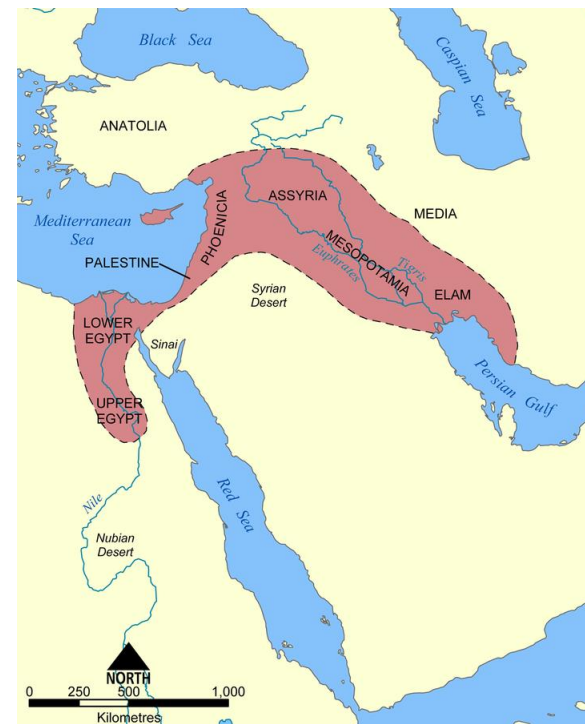 Black Sea
Caspian Sea
ANATOLIA
ASSYRIA
MEDIA
Mediterranean
Sea
PHOENICIA
MESOPOTAMIA
Tigris
Euphrates
PALESTINE
Syrian
Desert
ELAM
LOWER
EGYPT
Sinai
Persian Gulf
UPPER
EGYPT
Red Sea
Nile
Nubian
Desert
NORTH
0 250 500 1,000
Kilometres